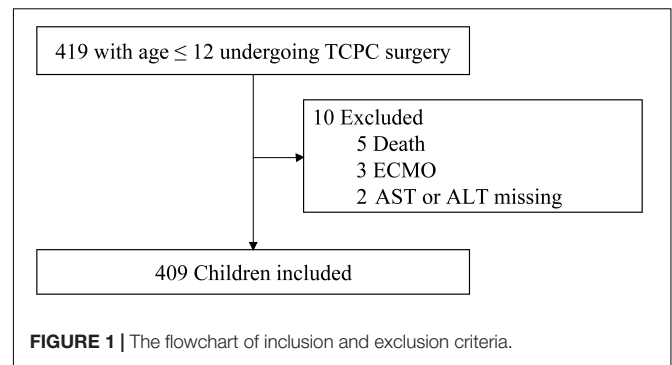 419 with age ≤ 12 undergoing TCPC surgery
10 Excluded
5 Death
3 ECMO
2 AST or ALT missing
409 Children included
FIGURE 1 | The flowchart of inclusion and exclusion criteria.